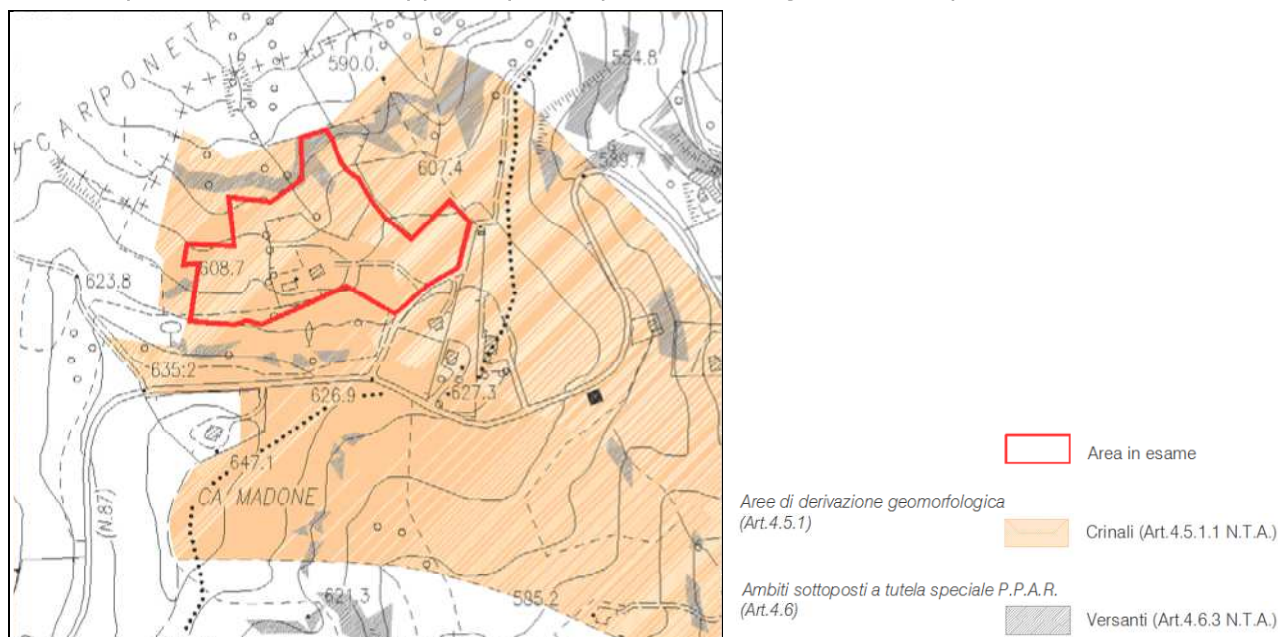 CARPONETA
590.0.
554.8
607.4
589.7
608.7
623.8
635.2
626.9
627.3
647.1
CA' MADONE
(N.87)
621.3
585.2
Area in esame
Aree di derivazione geomorfologica
(Art.4.5.1)
Crinali (Art.4.5.1.1 N.T.A.)
Ambiti sottoposti a tutela speciale P.P.A.R.
(Art.4.6)
Versanti (Art.4.6.3 N.T.A.)